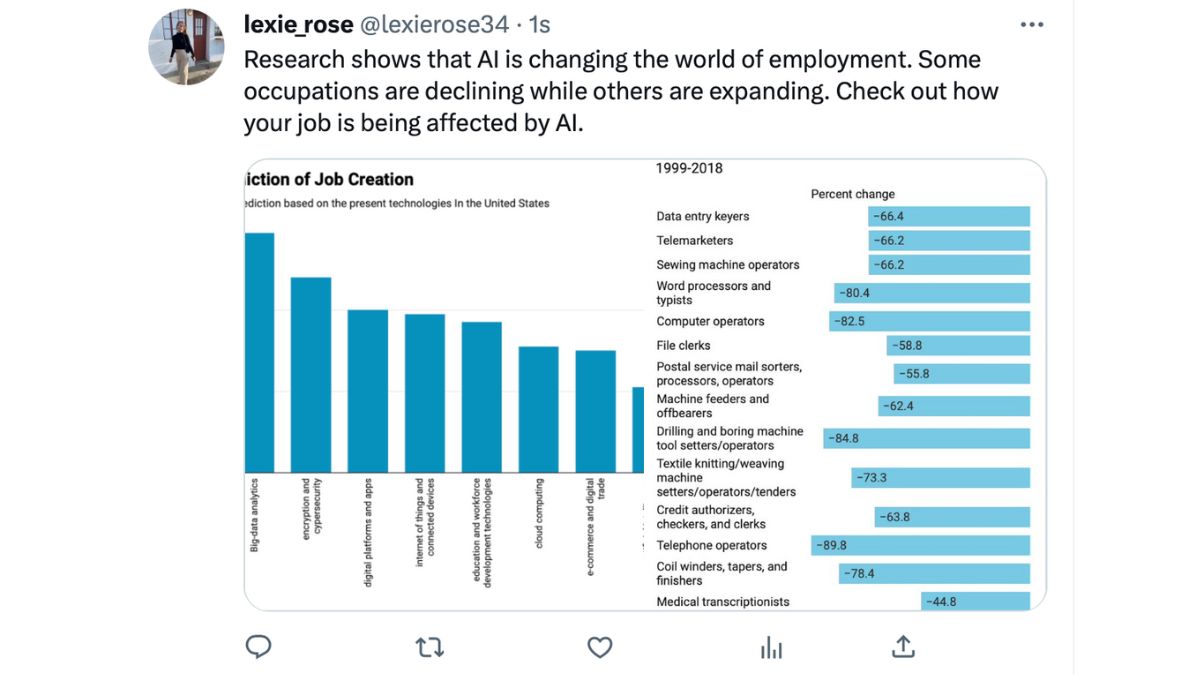 lexie_rose @lexierose34 · 1s
Research shows that AI is changing the world of employment. Some
occupations are declining while others are expanding. Check out how
your job is being affected by AI.
iction of Job Creation
ediction based on the present technologies In the United States
Big-data analytics
encryption and
cypersecurity
digital platforms and apps
internet of things and
connected devices
education and workforce
development technologies
cloud computing
e-commerce and digital
trade
1999-2018
Percent change
Data entry keyers −66.4
Telemarketers −66.2
Sewing machine operators −66.2
Word processors and
typists −80.4
Computer operators −82.5
File clerks −58.8
Postal service mail sorters,
processors, operators −55.8
Machine feeders and
offbearers −62.4
Drilling and boring machine
tool setters/operators −84.8
Textile knitting/weaving
machine
setters/operators/tenders −73.3
Credit authorizers,
checkers, and clerks −63.8
Telephone operators −89.8
Coil winders, tapers, and
finishers −78.4
Medical transcriptionists −44.8